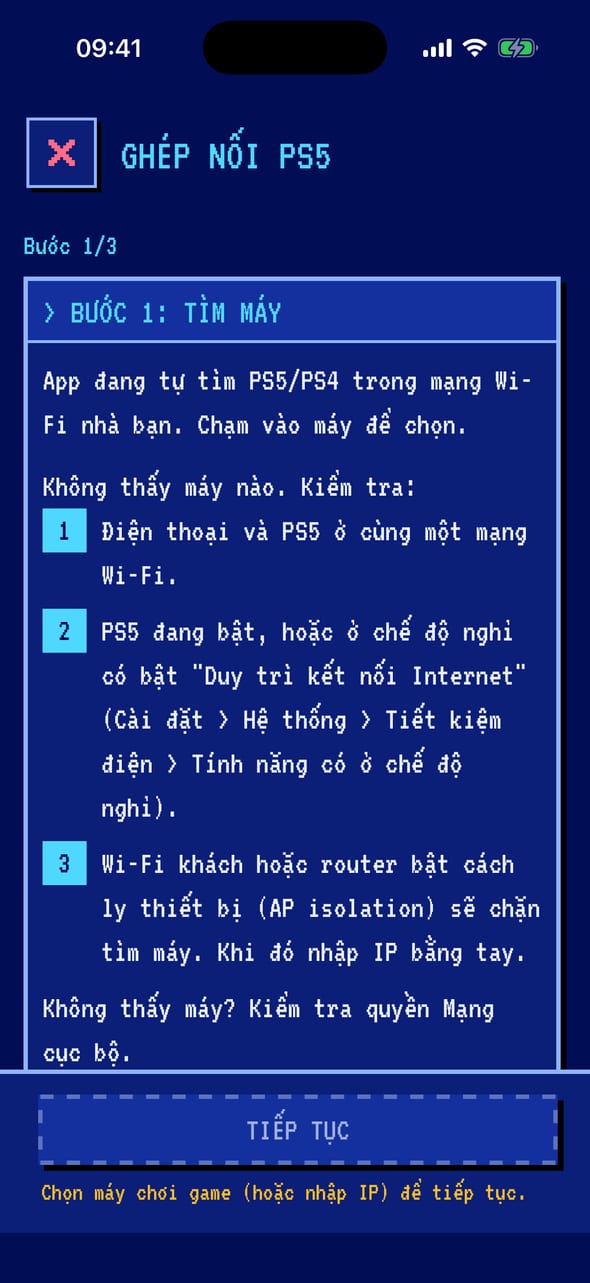 09:41
GHÉP NỐI PS5
Bước 1/3
> BƯỚC 1: TÌM MÁY
App đang tự tìm PS5/PS4 trong mạng Wi-
Fi nhà bạn. Chạm vào máy để chọn.
Không thấy máy nào. Kiểm tra:
1 Điện thoại và PS5 ở cùng một mạng
Wi-Fi.
2 PS5 đang bật, hoặc ở chế độ nghỉ
có bật "Duy trì kết nối Internet"
(Cài đặt > Hệ thống > Tiết kiệm
điện > Tính năng có ở chế độ
nghỉ).
3 Wi-Fi khách hoặc router bật cách
ly thiết bị (AP isolation) sẽ chặn
tìm máy. Khi đó nhập IP bằng tay.
Không thấy máy? Kiểm tra quyền Mạng
cục bộ.
TIẾP TỤC
Chọn máy chơi game (hoặc nhập IP) để tiếp tục.